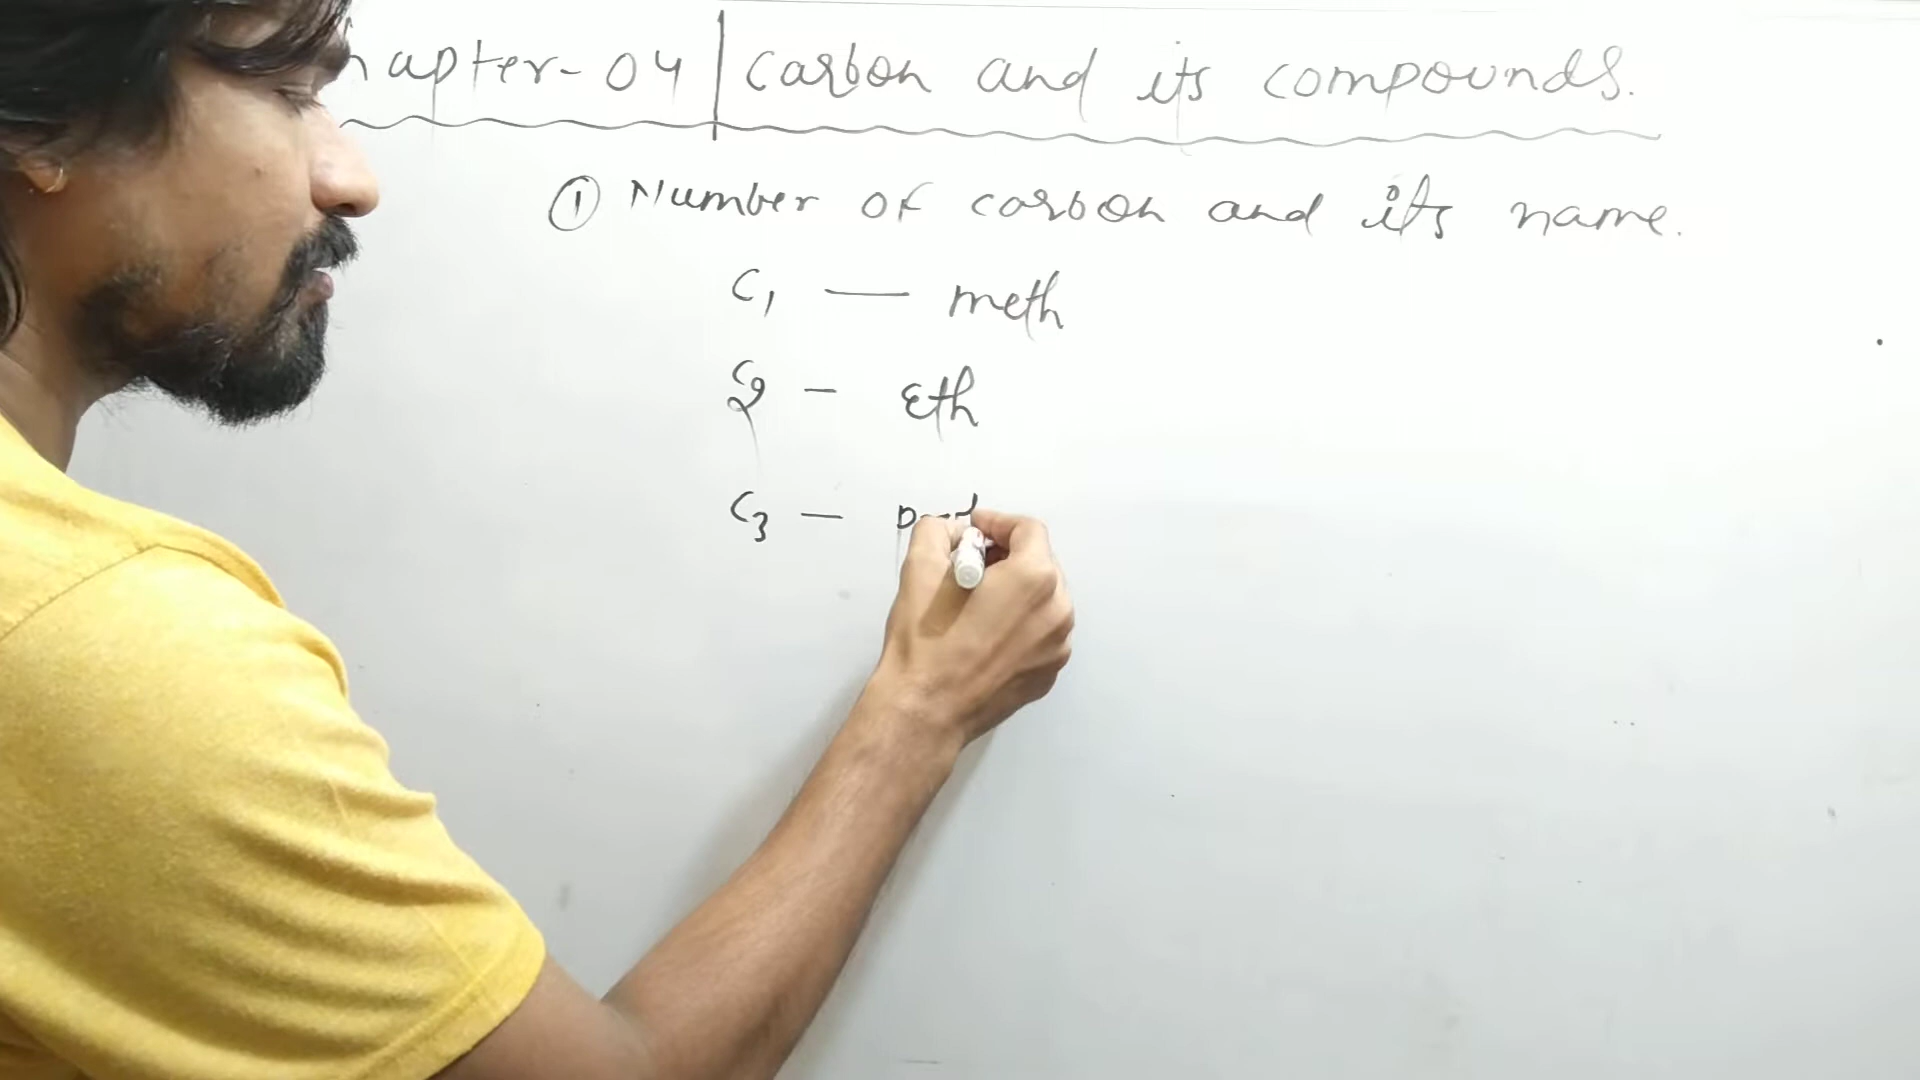 hapter-04 | Carbon and its compounds.
① Number of carbon and its name.
C₁ — meth
C₂ – Eth
C₃ –